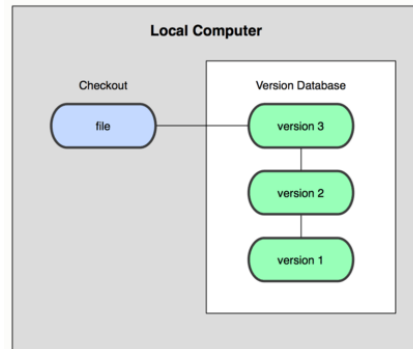 Local Computer
Checkout
Version Database
file
version 3
version 2
version 1